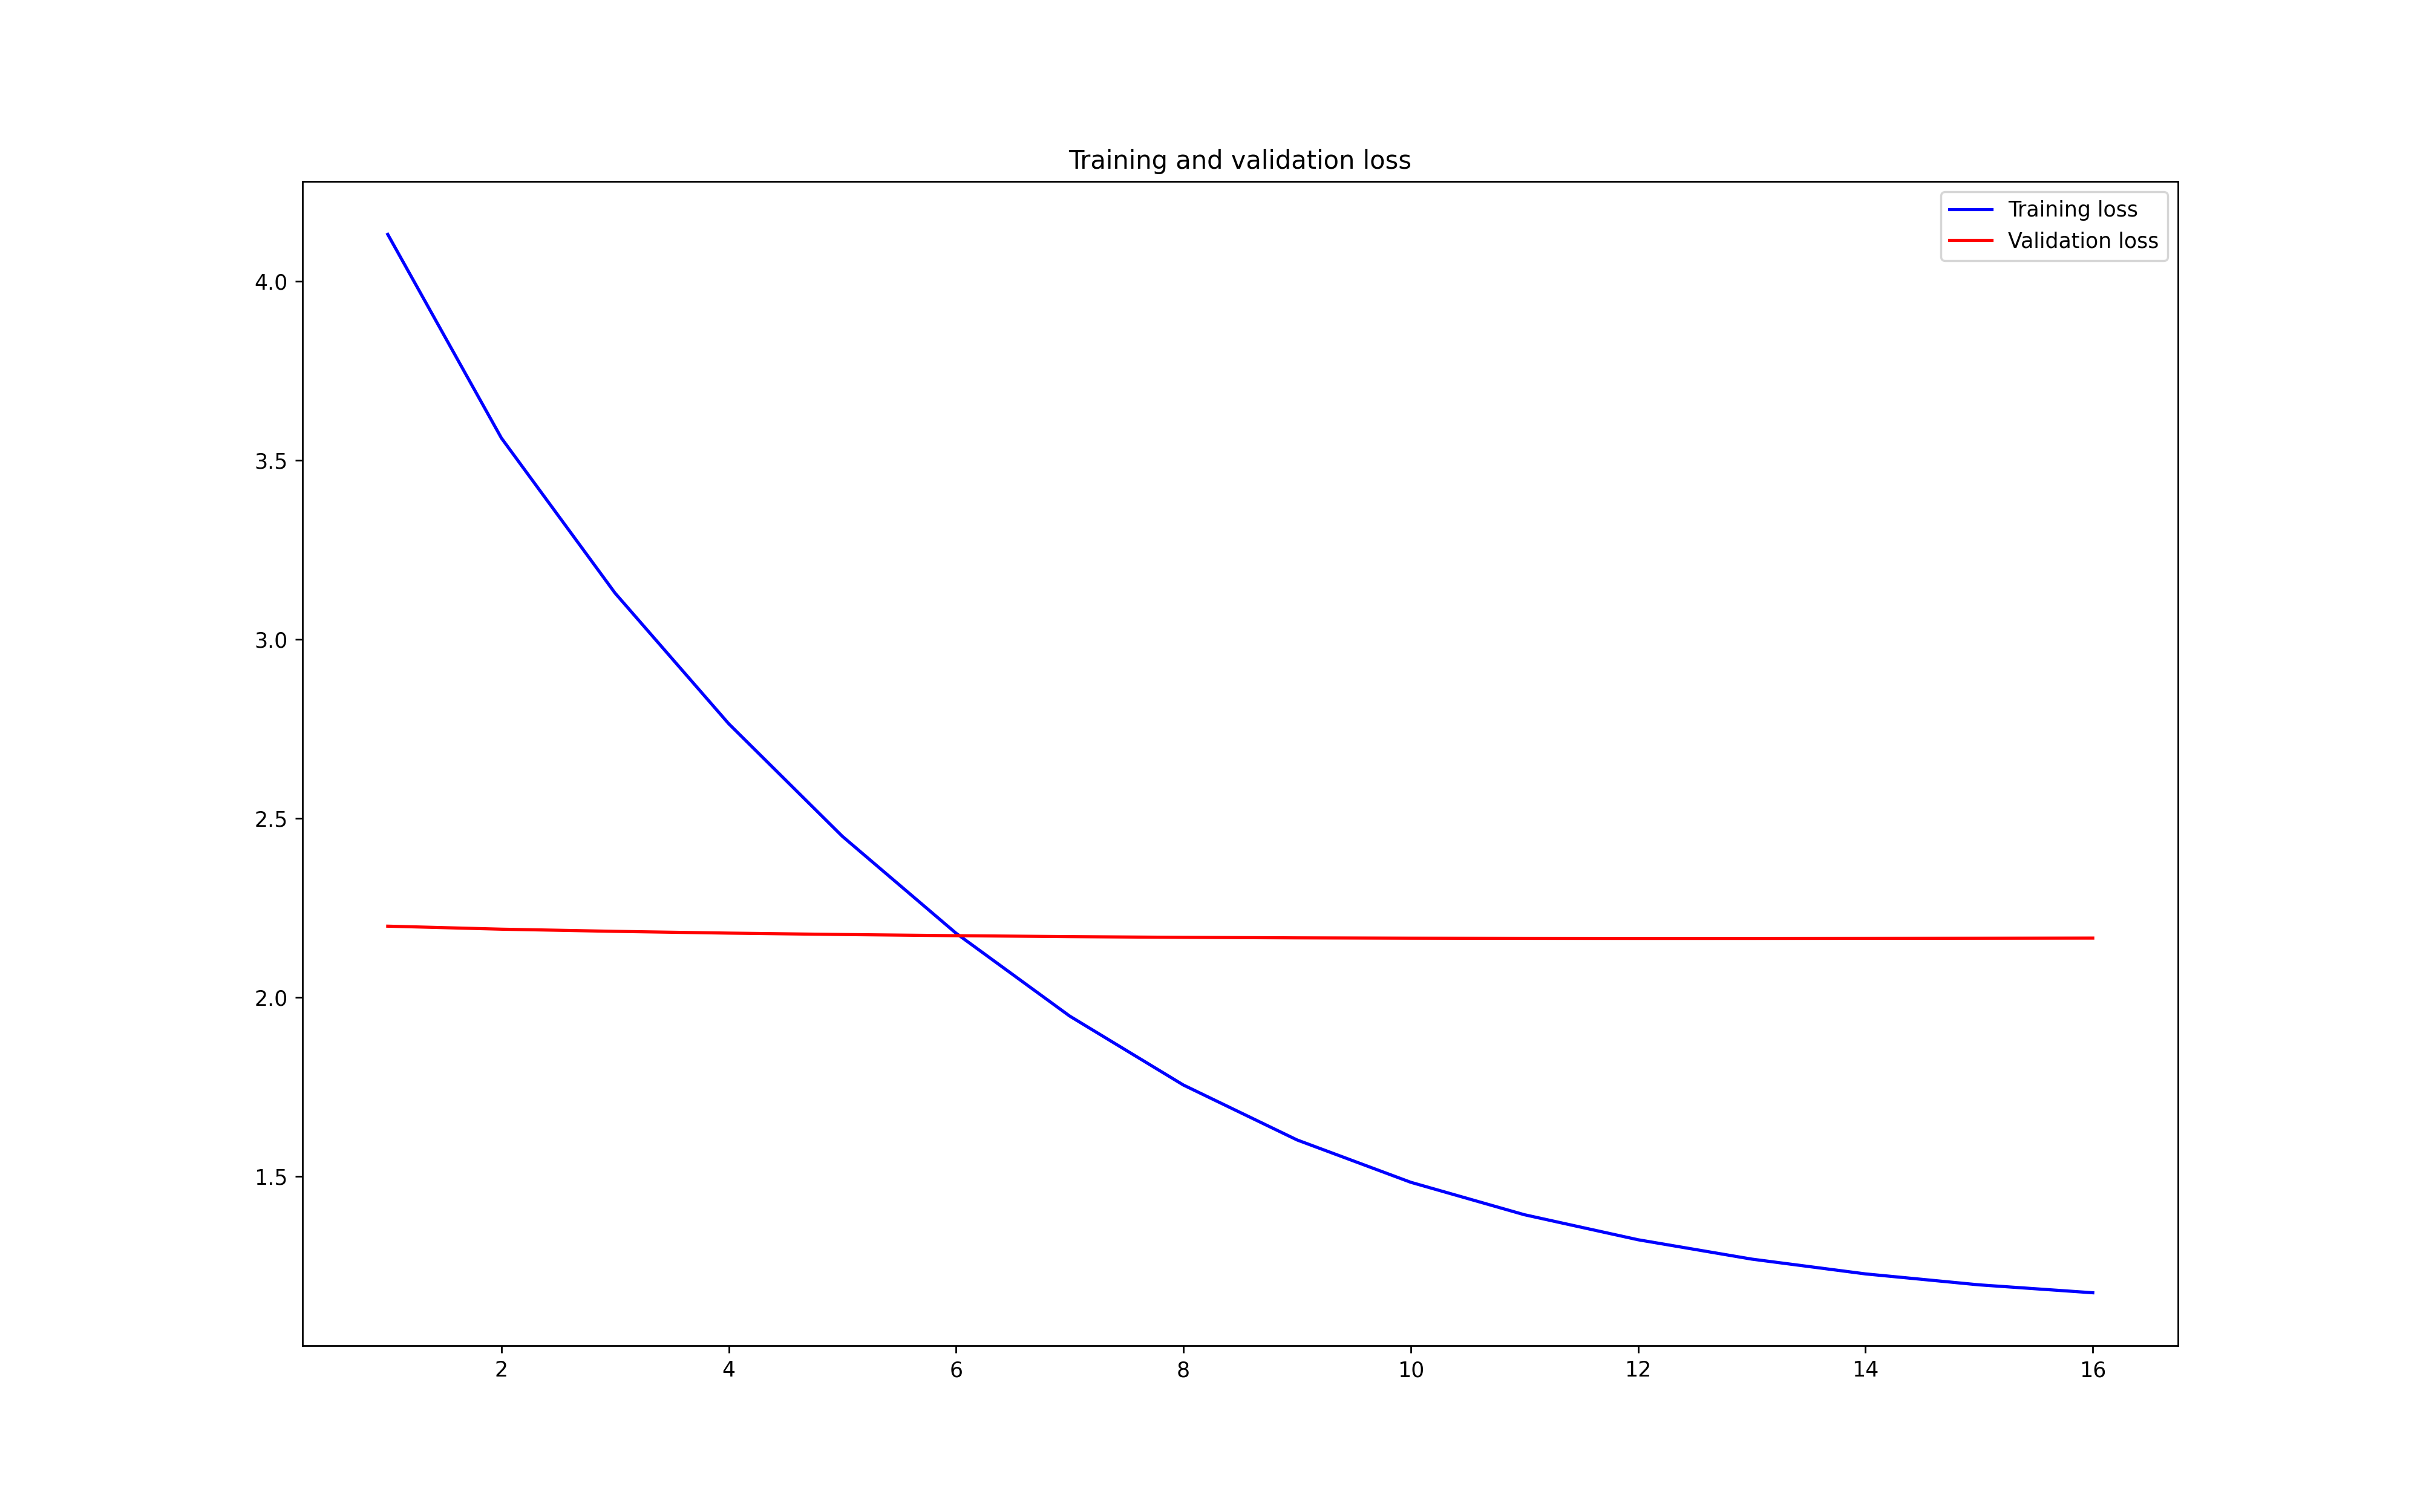 Training and validation loss
Training loss
Validation loss
4.0
3.5
3.0
2.5
2.0
1.5
2 4 6 8 10 12 14 16